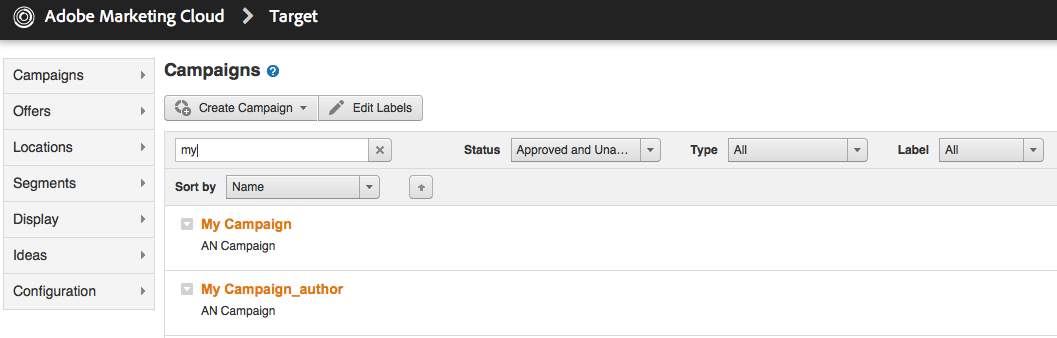 Adobe Marketing Cloud > Target
Campaigns
Offers
Locations
Segments
Display
Ideas
Configuration
Campaigns ?
Create Campaign Edit Labels
my Status Approved and Una... Type All Label All
Sort by Name
My Campaign
AN Campaign
My Campaign_author
AN Campaign